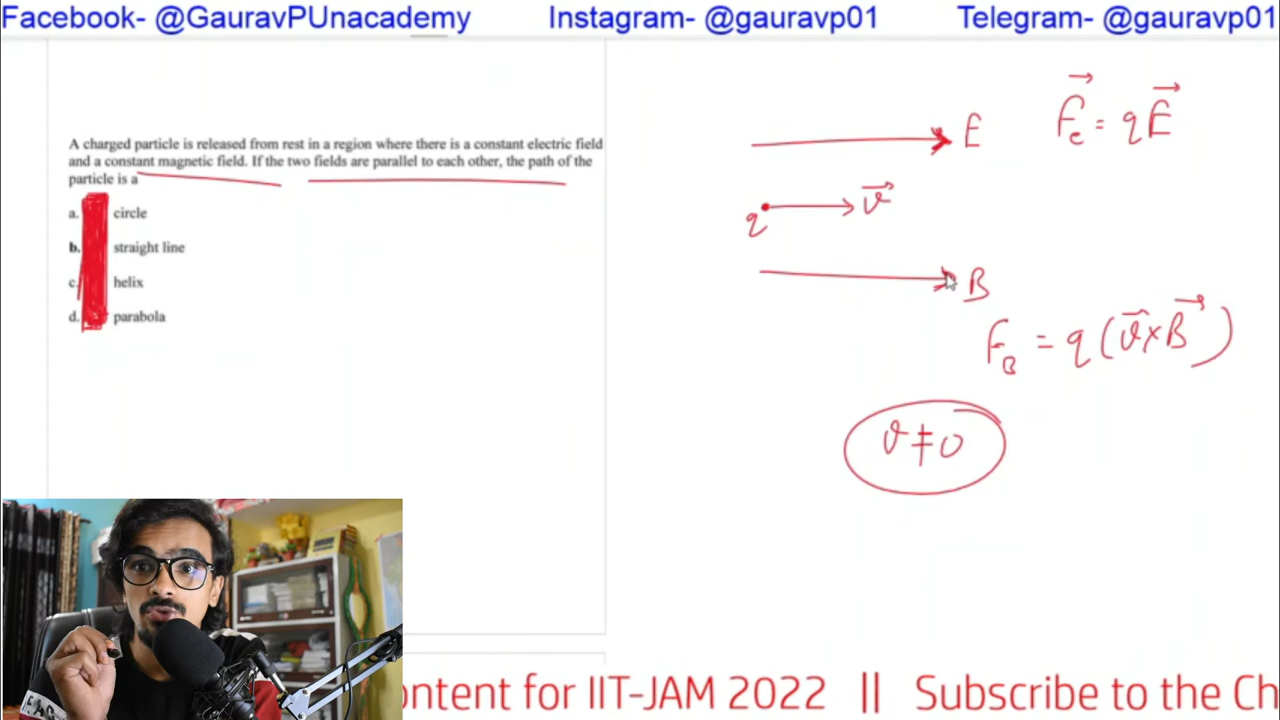 Facebook- @GauravPUnacademy Instagram- @gauravp01 Telegram- @gauravp01
A charged particle is released from rest in a region where there is a constant electric field
and a constant magnetic field. If the two fields are parallel to each other, the path of the
particle is a
a. circle
b. straight line
c. helix
d. parabola
E
F⃗e = qE⃗
q v⃗
B
F_B = q(v⃗×B⃗)
v ≠ 0
ontent for IIT-JAM 2022 || Subscribe to the Ch